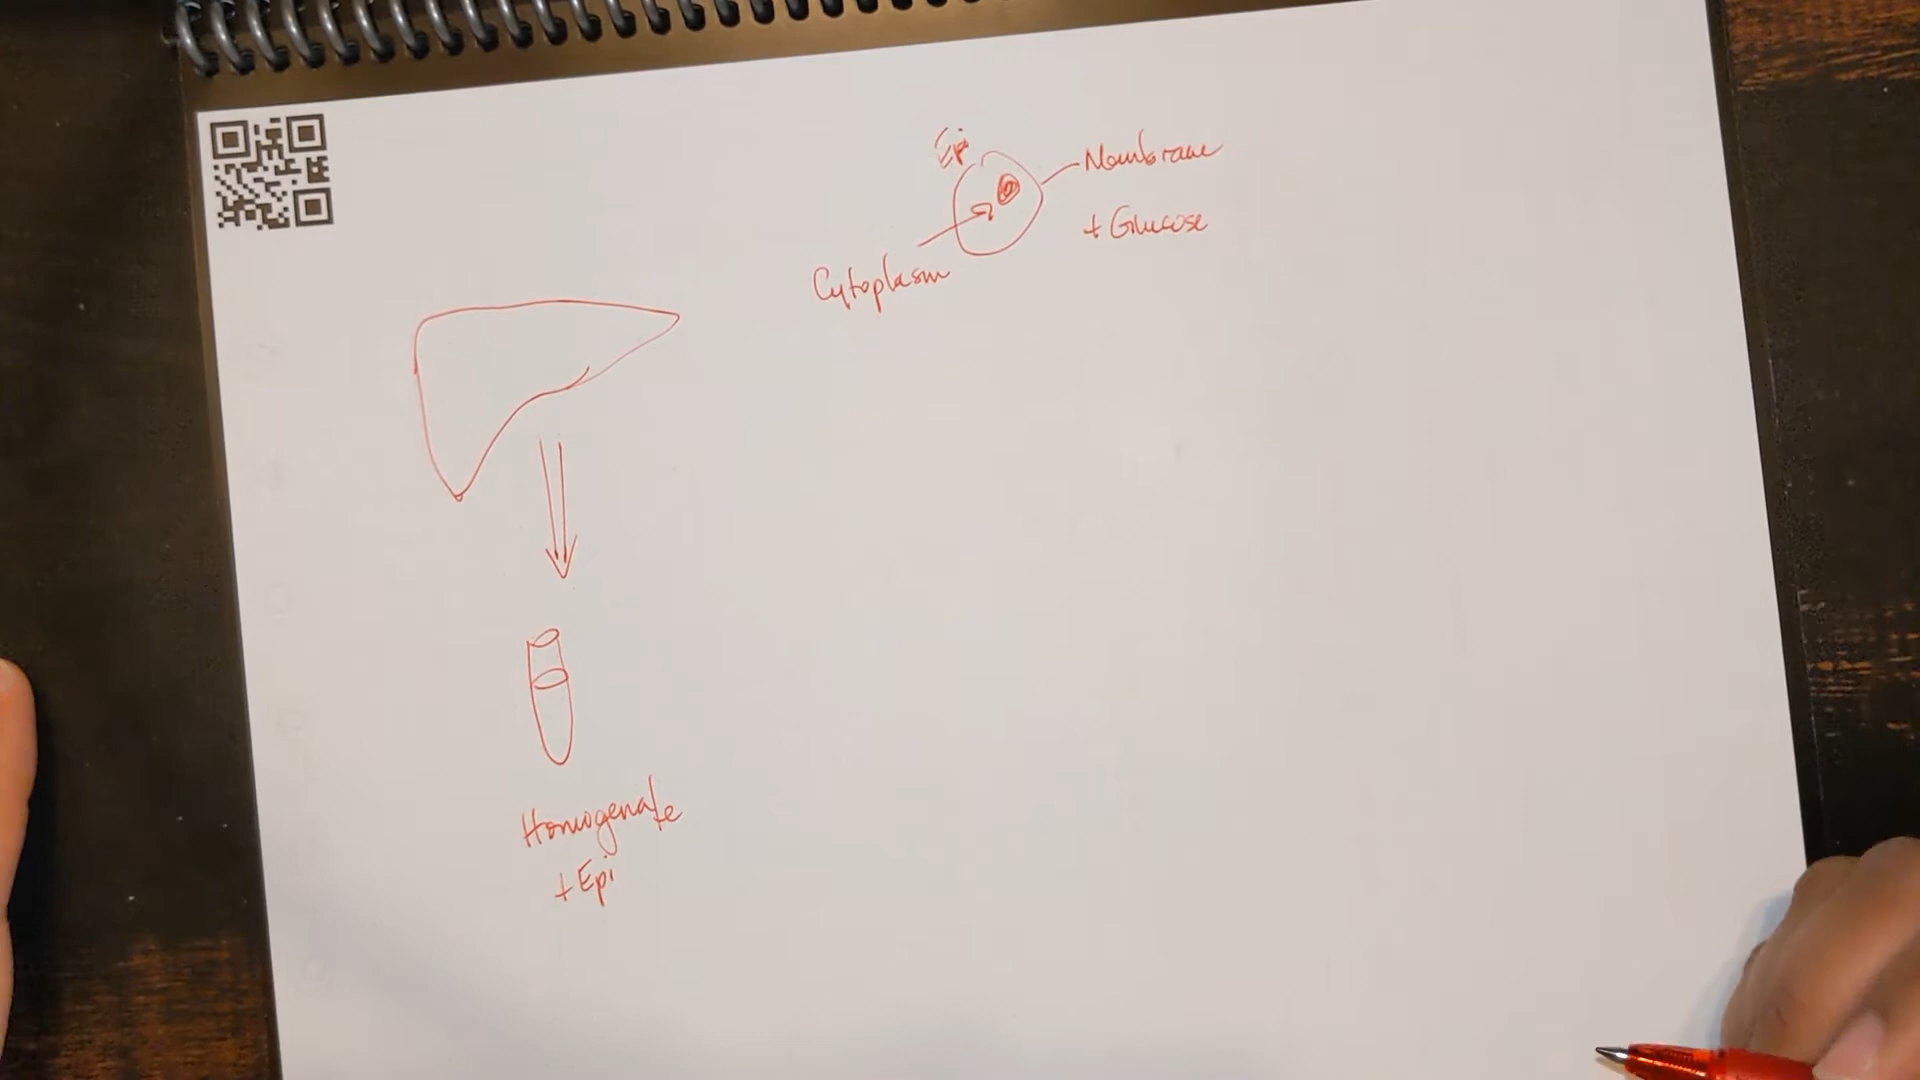 Epi
Membrane
+ Glucose
Cytoplasm
Homogenate
+ Epi